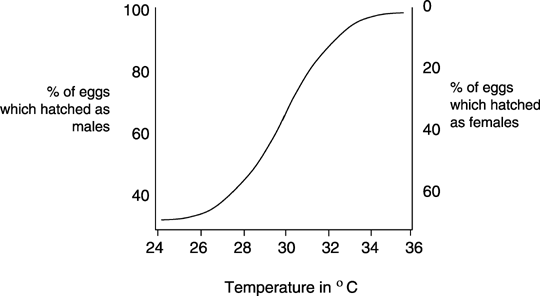 100
80
60
40
% of eggs
which hatched as
males
0
20
40
60
% of eggs
which hatched
as females
24 26 28 30 32 34 36
Temperature in ° C